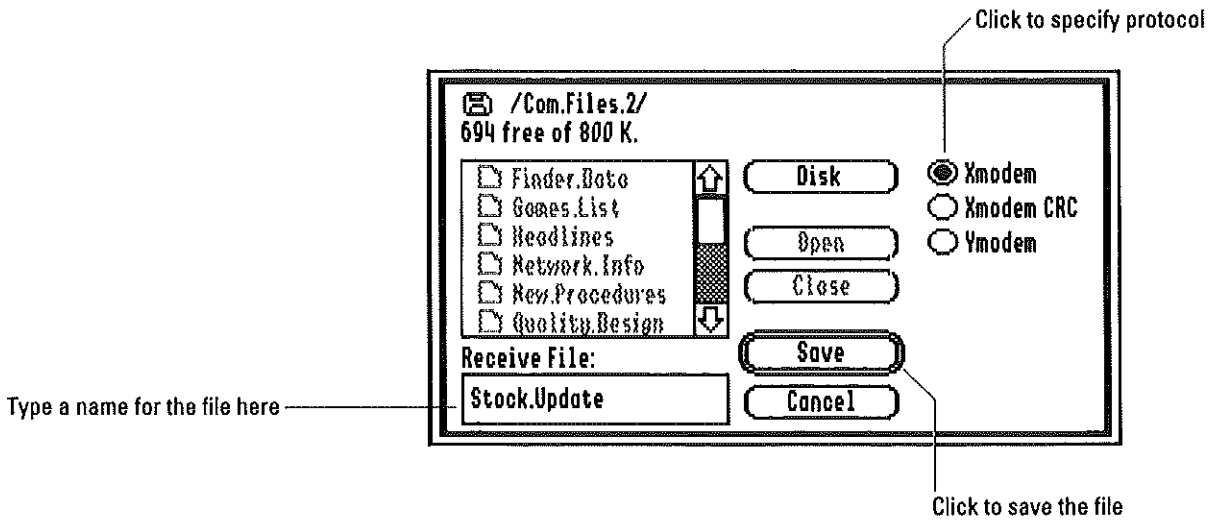 Click to specify protocol
/Com.Files.2/
694 free of 800 K.
Finder.Data
Games.List
Headlines
Network.Info
New.Procedures
Quality.Design
Disk
Open
Close
Save
Cancel
Xmodem
Xmodem CRC
Ymodem
Receive File:
Stock.Update
Type a name for the file here
Click to save the file